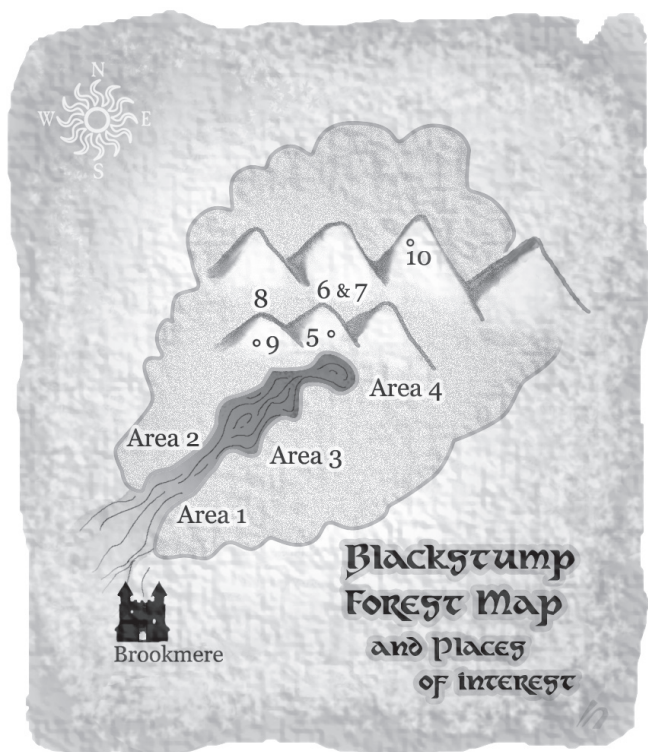 N
W E
S
10
8
6 & 7
9
5
Area 4
Area 2
Area 3
Area 1
Blackstump
Forest Map
and Places
of interest
Brookmere